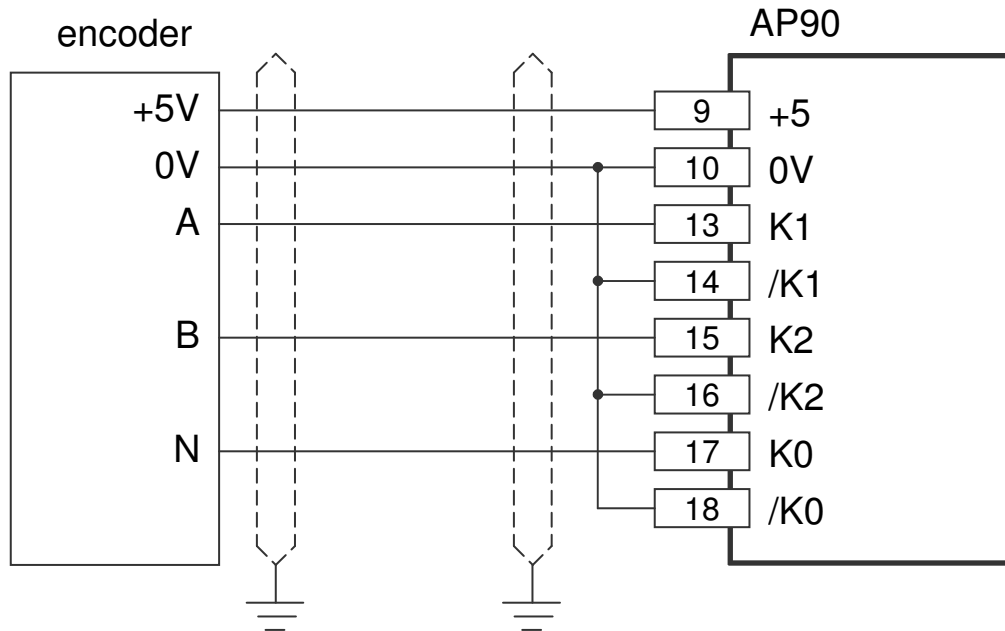 encoder
AP90
+5V 9 +5
0V 10 0V
A 13 K1
14 /K1
B 15 K2
16 /K2
N 17 K0
18 /K0